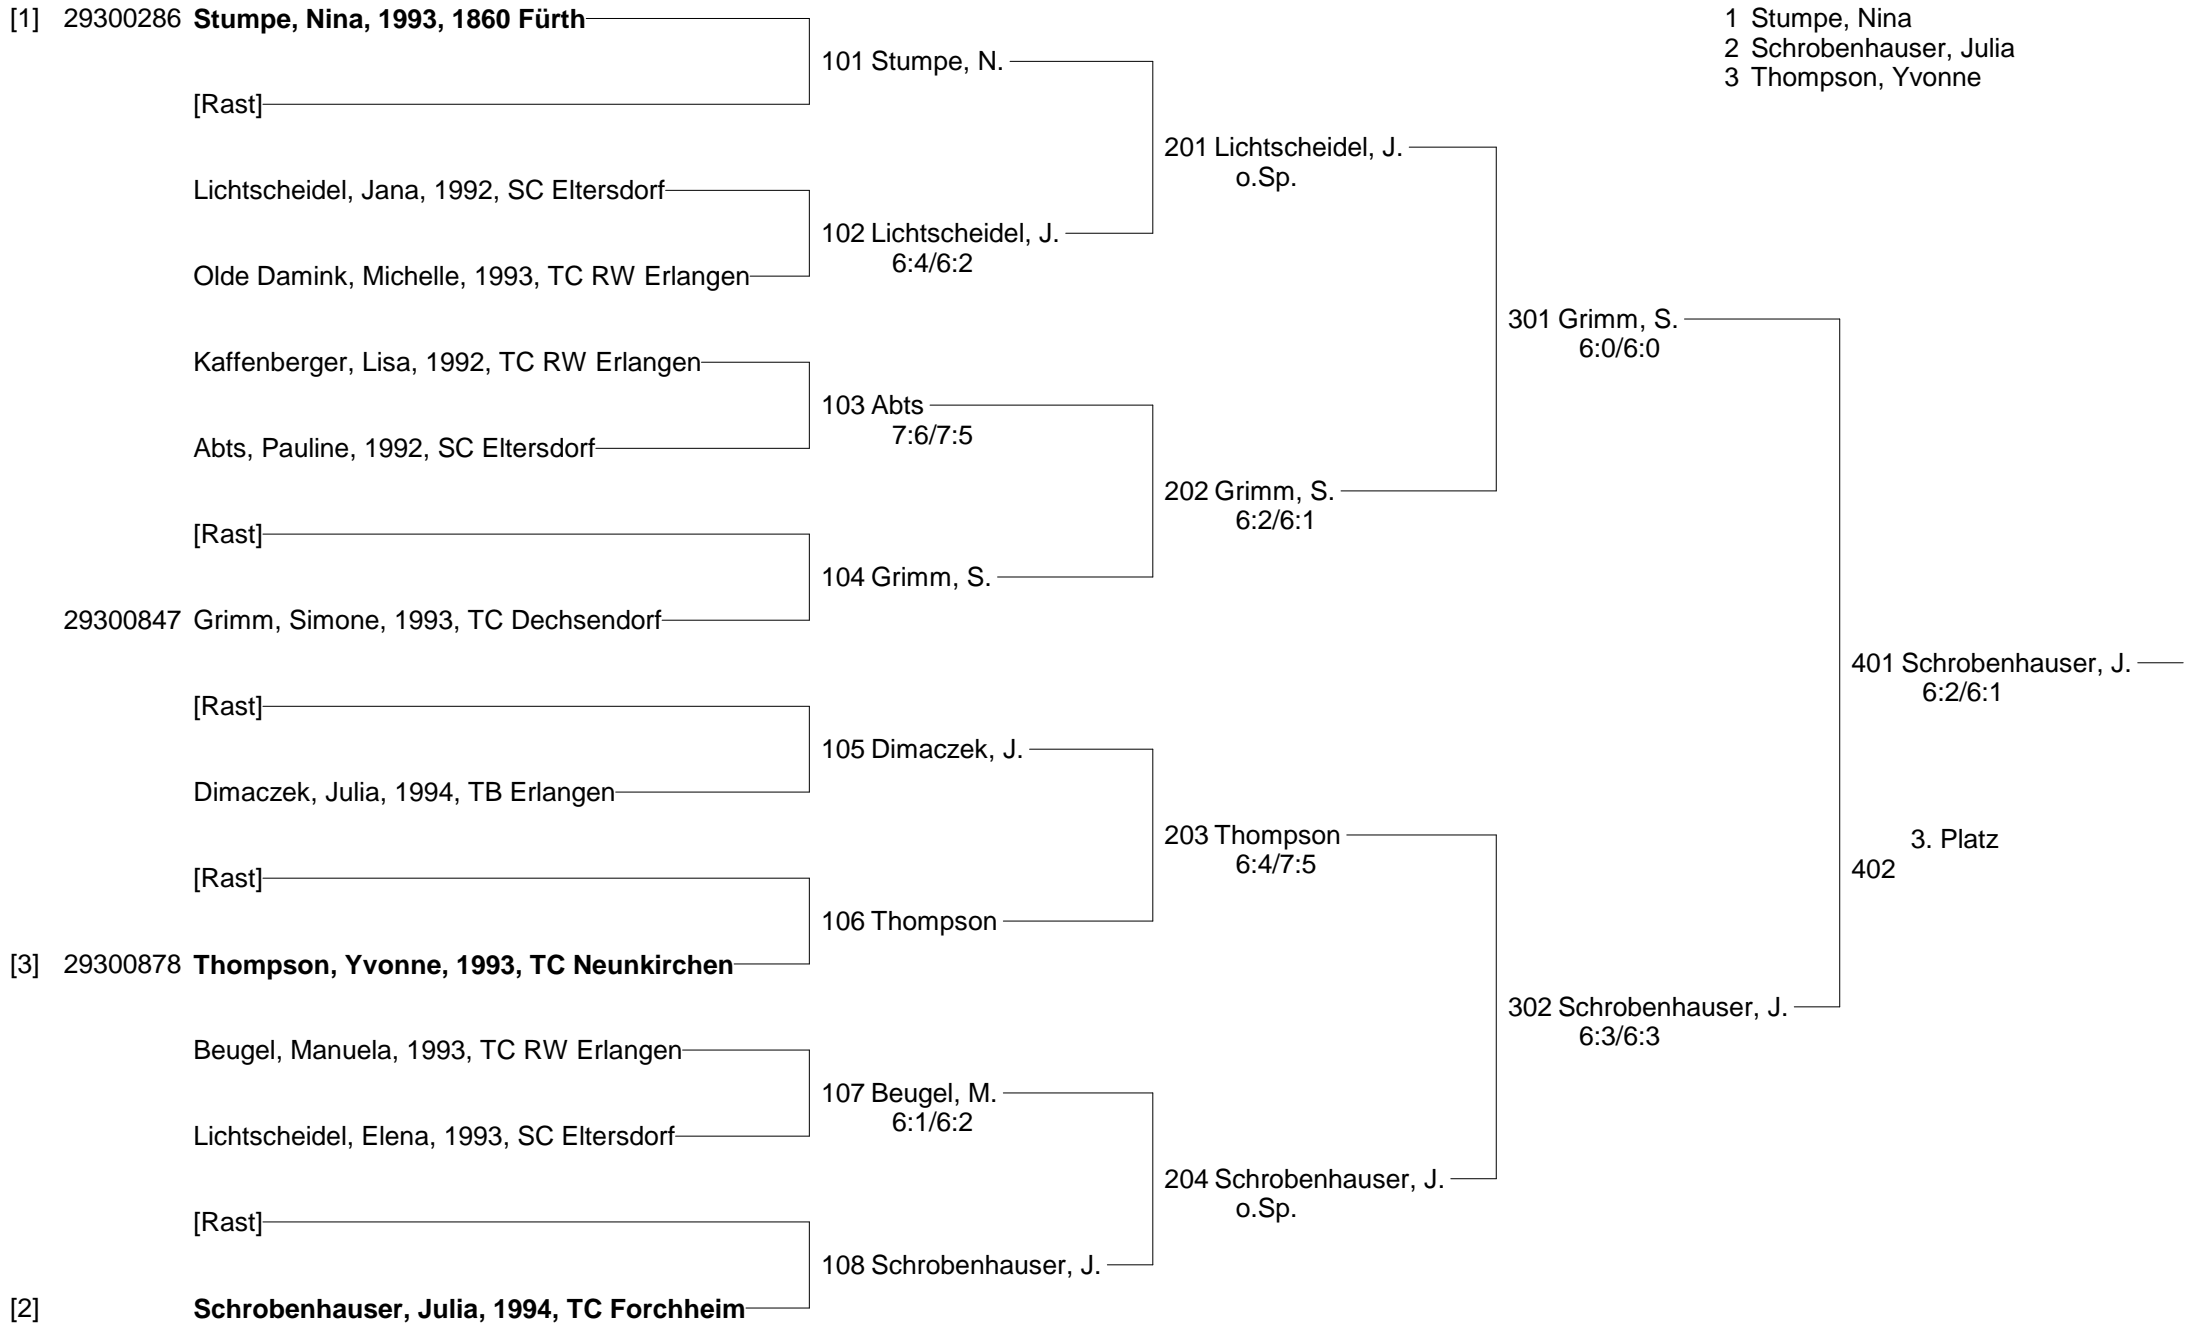 [1] 29300286 Stumpe, Nina, 1993, 1860 Fürth
1 Stumpe, Nina
2 Schrobenhauser, Julia
3 Thompson, Yvonne
101 Stumpe, N.
[Rast]
201 Lichtscheidel, J.
o.Sp.
Lichtscheidel, Jana, 1992, SC Eltersdorf
102 Lichtscheidel, J.
6:4/6:2
Olde Damink, Michelle, 1993, TC RW Erlangen
301 Grimm, S.
6:0/6:0
Kaffenberger, Lisa, 1992, TC RW Erlangen
103 Abts
7:6/7:5
Abts, Pauline, 1992, SC Eltersdorf
202 Grimm, S.
6:2/6:1
[Rast]
104 Grimm, S.
29300847 Grimm, Simone, 1993, TC Dechsendorf
401 Schrobenhauser, J.
6:2/6:1
[Rast]
105 Dimaczek, J.
Dimaczek, Julia, 1994, TB Erlangen
203 Thompson
6:4/7:5
3. Platz
402
[Rast]
106 Thompson
[3] 29300878 Thompson, Yvonne, 1993, TC Neunkirchen
302 Schrobenhauser, J.
6:3/6:3
Beugel, Manuela, 1993, TC RW Erlangen
107 Beugel, M.
6:1/6:2
Lichtscheidel, Elena, 1993, SC Eltersdorf
204 Schrobenhauser, J.
o.Sp.
[Rast]
108 Schrobenhauser, J.
[2] Schrobenhauser, Julia, 1994, TC Forchheim